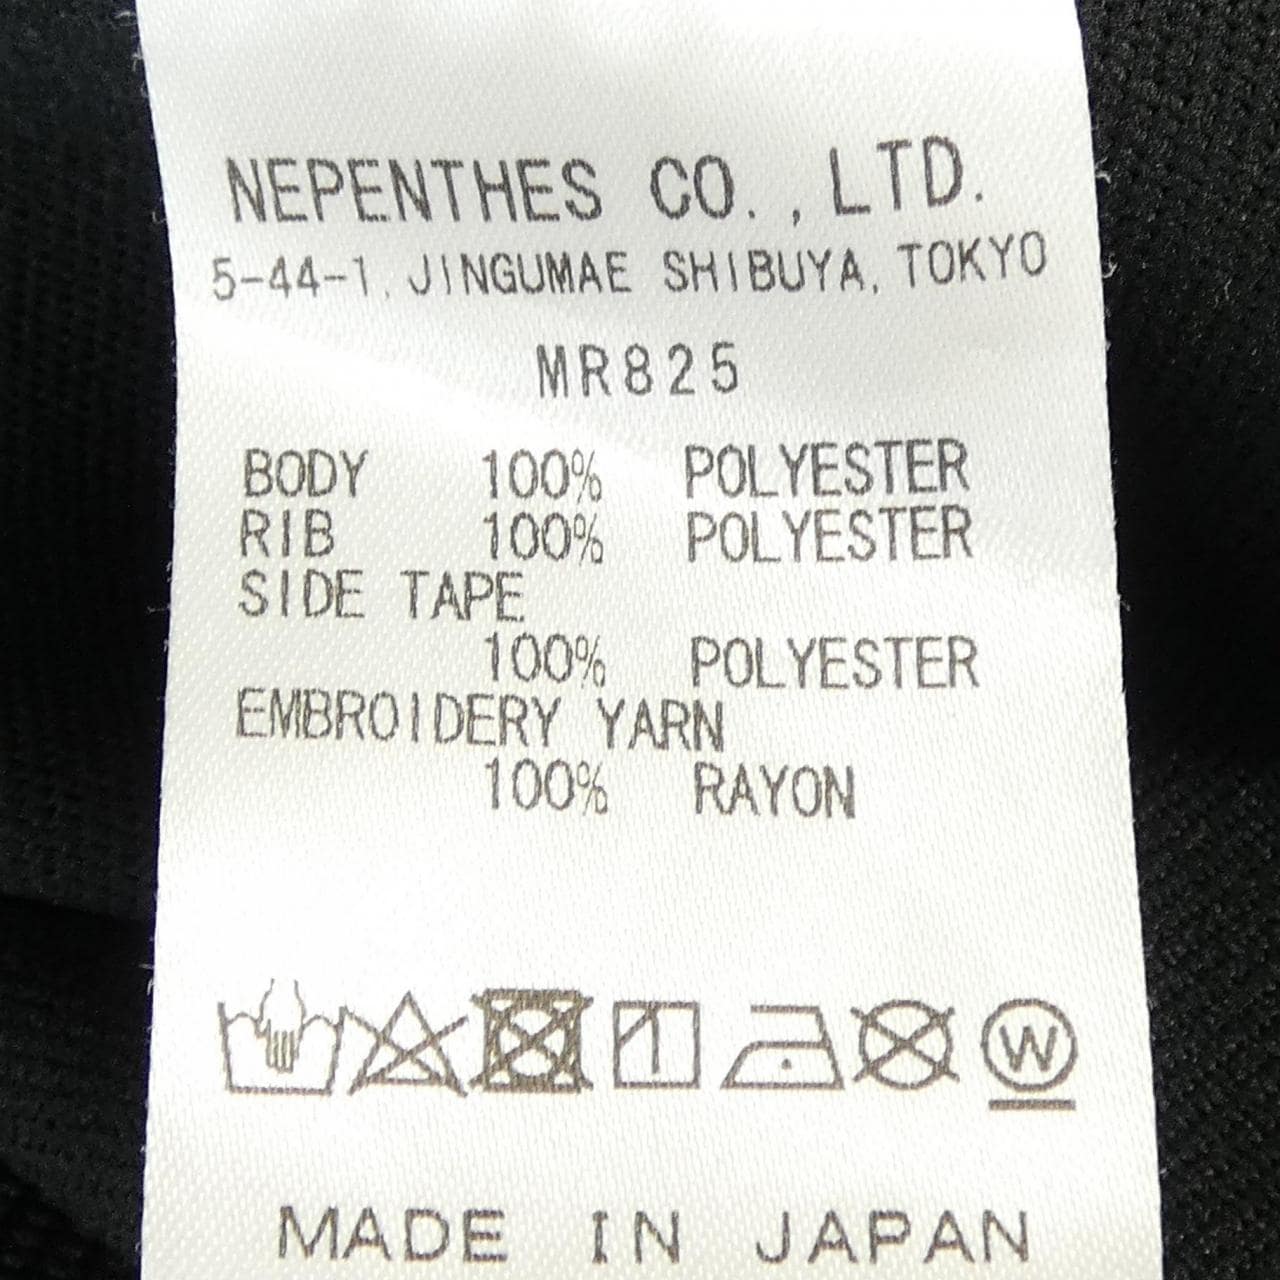 NEPENTHES CO., LTD.
5-44-1, JINGUMAE SHIBUYA, TOKYO
MR825
BODY 100% POLYESTER
RIB 100% POLYESTER
SIDE TAPE
100% POLYESTER
EMBROIDERY YARN
100% RAYON
W
MADE IN JAPAN